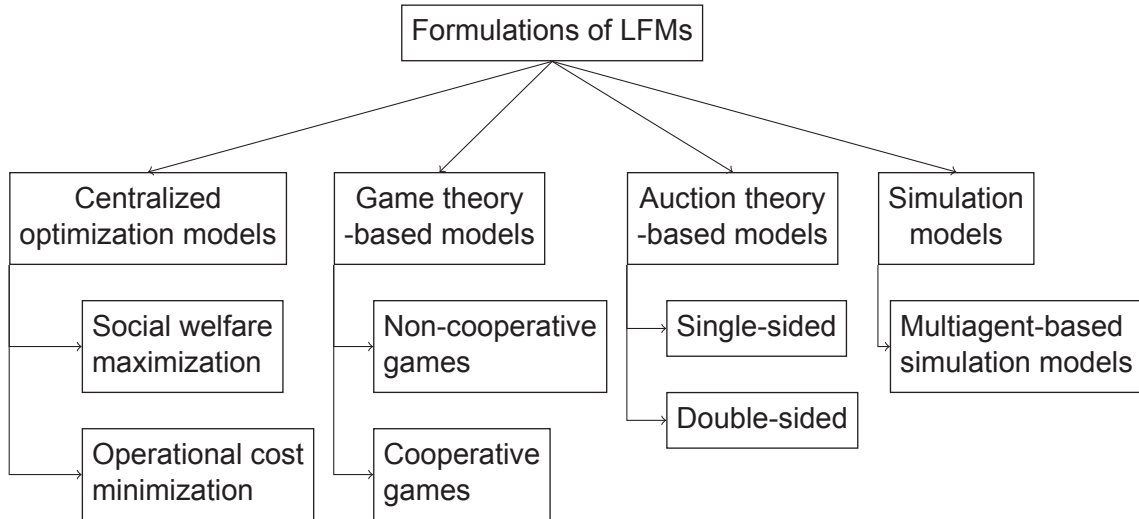 Formulations of LFMs
Centralized
optimization models
Game theory
-based models
Auction theory
-based models
Simulation
models
Social welfare
maximization
Non-cooperative
games
Single-sided
Multiagent-based
simulation models
Double-sided
Operational cost
minimization
Cooperative
games